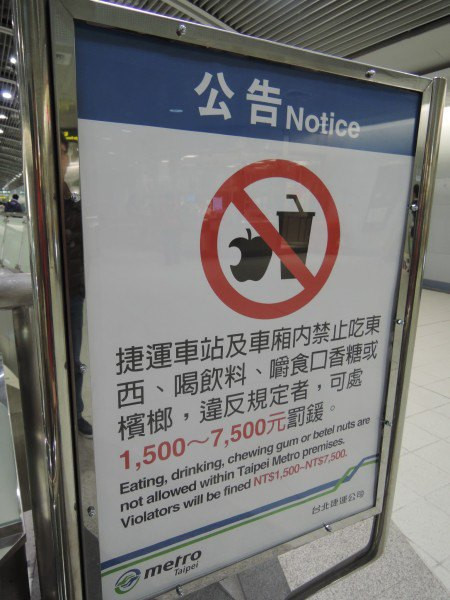 公告 Notice
捷運車站及車廂內禁止吃東
西、喝飲料、嚼食口香糖或
檳榔，違反規定者，可處
1,500～7,500元罰鍰。
Eating, drinking, chewing gum or betel nuts are
not allowed within Taipei Metro premises.
Violators will be fined NT$1,500~NT$7,500.
台北捷運公司
metro
Taipei